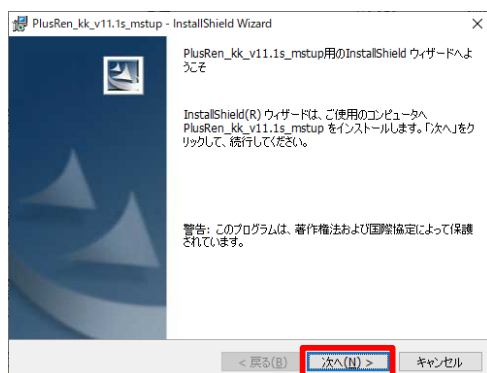 PlusRen_kk_v11.1s_mstup - InstallShield Wizard
PlusRen_kk_v11.1s_mstup用のInstallShield ウィザードへよ
うこそ
InstallShield(R) ウィザードは、ご使用のコンピュータへ
PlusRen_kk_v11.1s_mstup をインストールします。「次へ」をク
リックして、続行してください。
警告: このプログラムは、著作権法および国際協定によって保護
されています。
< 戻る(B) 次へ(N) > キャンセル